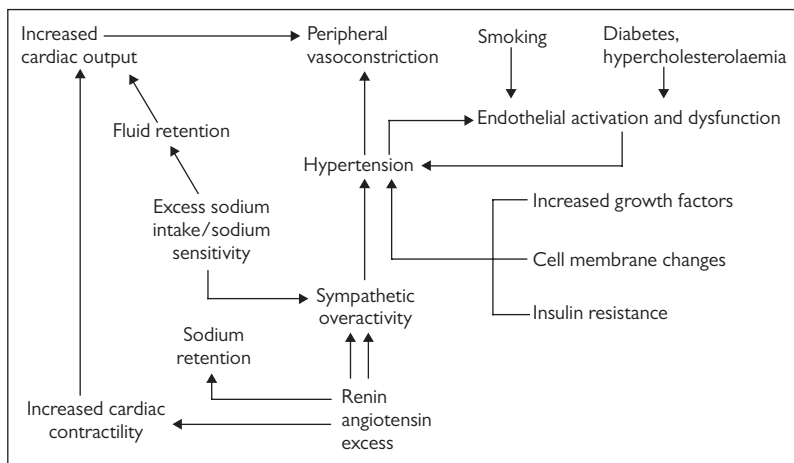 Increased
cardiac output
Peripheral
vasoconstriction
Smoking
Diabetes,
hypercholesterolaemia
Fluid retention
Endothelial activation and dysfunction
Hypertension
Excess sodium
intake/sodium
sensitivity
Increased growth factors
Cell membrane changes
Sympathetic
overactivity
Insulin resistance
Sodium
retention
Increased cardiac
contractility
Renin
angiotensin
excess